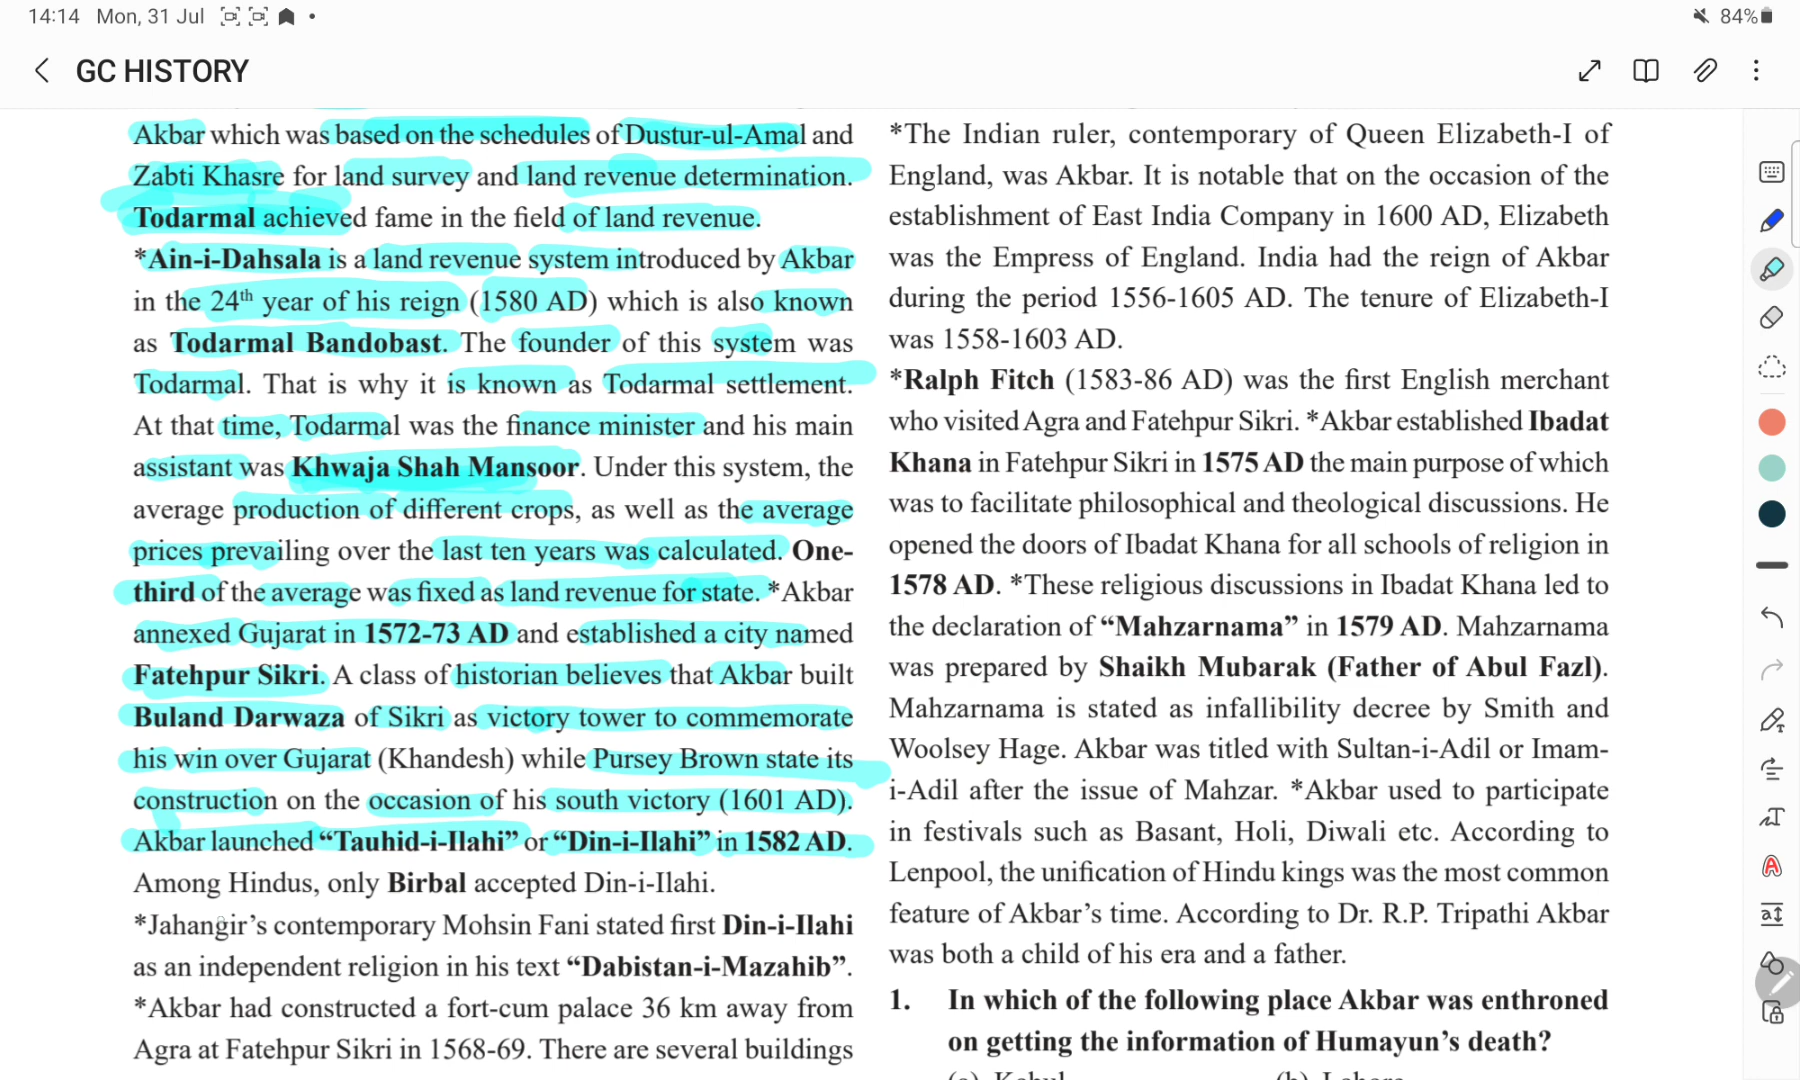 14:14 Mon, 31 Jul
84%
GC HISTORY
Akbar which was based on the schedules of Dustur-ul-Amal and
Zabti Khasre for land survey and land revenue determination.
Todarmal achieved fame in the field of land revenue.
*Ain-i-Dahsala is a land revenue system introduced by Akbar
in the 24th year of his reign (1580 AD) which is also known
as Todarmal Bandobast. The founder of this system was
Todarmal. That is why it is known as Todarmal settlement.
At that time, Todarmal was the finance minister and his main
assistant was Khwaja Shah Mansoor. Under this system, the
average production of different crops, as well as the average
prices prevailing over the last ten years was calculated. One-
third of the average was fixed as land revenue for state. *Akbar
annexed Gujarat in 1572-73 AD and established a city named
Fatehpur Sikri. A class of historian believes that Akbar built
Buland Darwaza of Sikri as victory tower to commemorate
his win over Gujarat (Khandesh) while Pursey Brown state its
construction on the occasion of his south victory (1601 AD).
Akbar launched “Tauhid-i-Ilahi” or “Din-i-Ilahi” in 1582 AD.
Among Hindus, only Birbal accepted Din-i-Ilahi.
*Jahangir’s contemporary Mohsin Fani stated first Din-i-Ilahi
as an independent religion in his text “Dabistan-i-Mazahib”.
*Akbar had constructed a fort-cum palace 36 km away from
Agra at Fatehpur Sikri in 1568-69. There are several buildings
*The Indian ruler, contemporary of Queen Elizabeth-I of
England, was Akbar. It is notable that on the occasion of the
establishment of East India Company in 1600 AD, Elizabeth
was the Empress of England. India had the reign of Akbar
during the period 1556-1605 AD. The tenure of Elizabeth-I
was 1558-1603 AD.
*Ralph Fitch (1583-86 AD) was the first English merchant
who visited Agra and Fatehpur Sikri. *Akbar established Ibadat
Khana in Fatehpur Sikri in 1575 AD the main purpose of which
was to facilitate philosophical and theological discussions. He
opened the doors of Ibadat Khana for all schools of religion in
1578 AD. *These religious discussions in Ibadat Khana led to
the declaration of “Mahzarnama” in 1579 AD. Mahzarnama
was prepared by Shaikh Mubarak (Father of Abul Fazl).
Mahzarnama is stated as infallibility decree by Smith and
Woolsey Hage. Akbar was titled with Sultan-i-Adil or Imam-
i-Adil after the issue of Mahzar. *Akbar used to participate
in festivals such as Basant, Holi, Diwali etc. According to
Lenpool, the unification of Hindu kings was the most common
feature of Akbar’s time. According to Dr. R.P. Tripathi Akbar
was both a child of his era and a father.
1. In which of the following place Akbar was enthroned
on getting the information of Humayun’s death?
(a) Kabul (b) Lahore